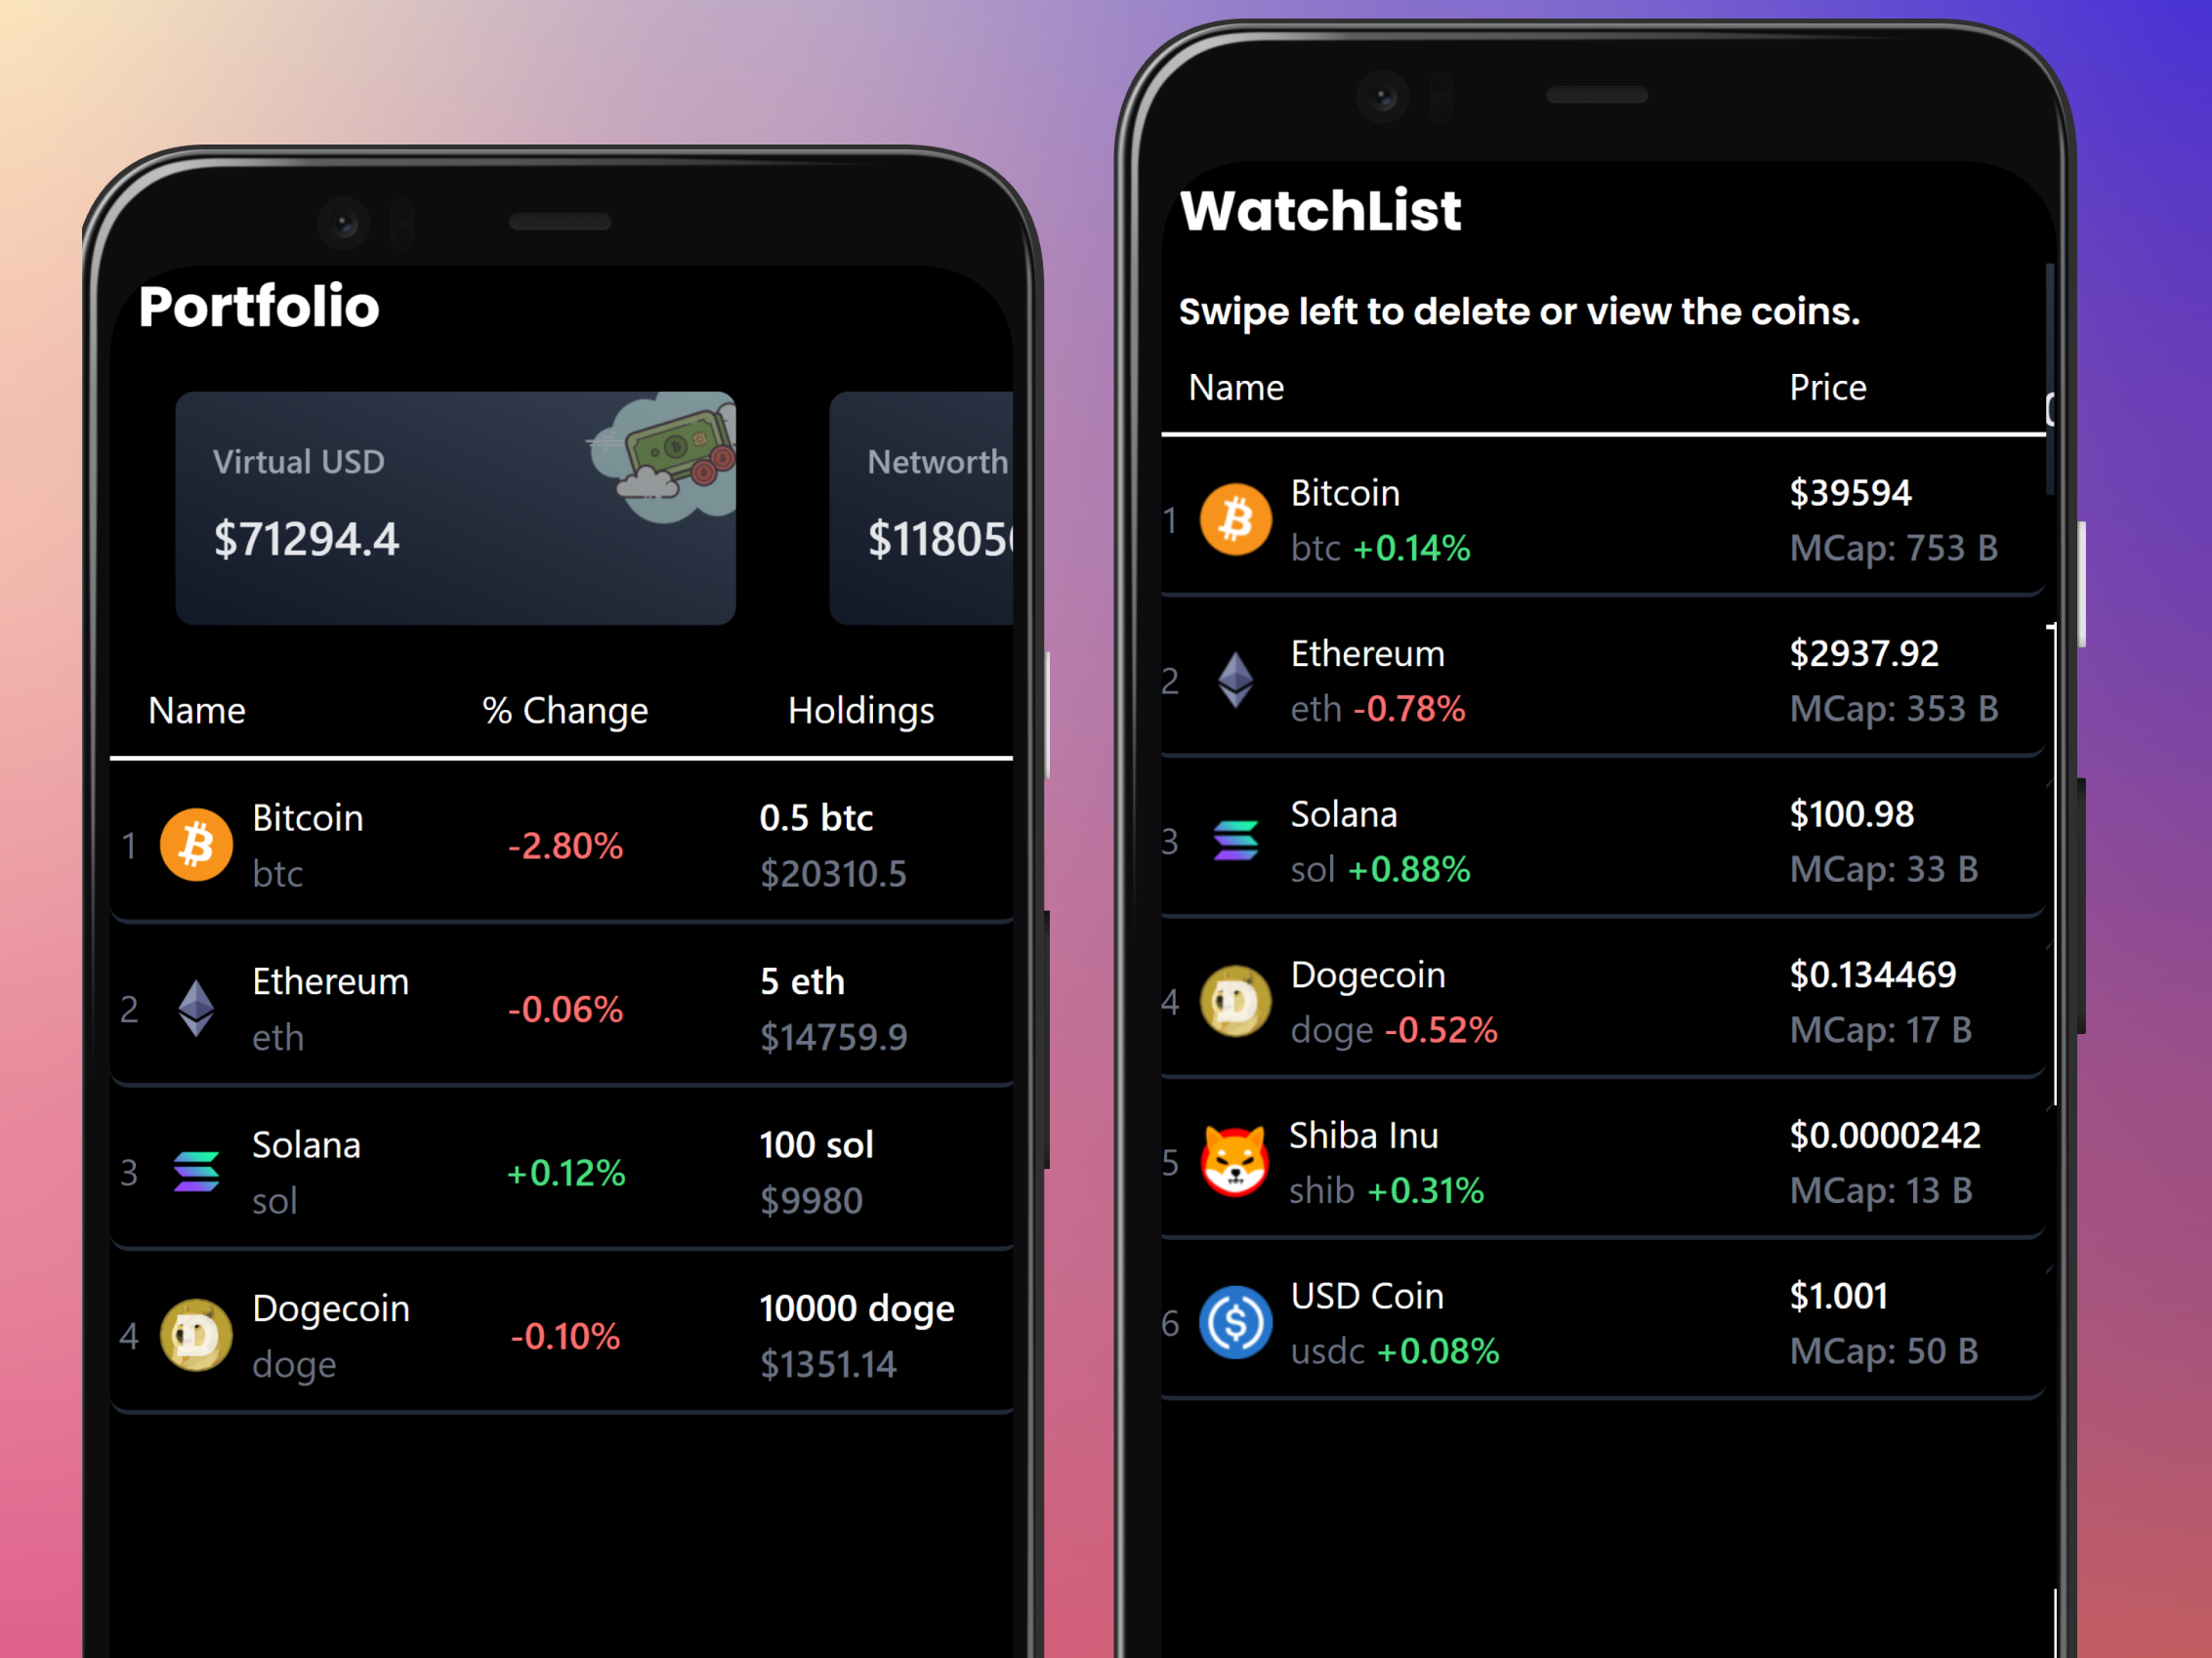 Portfolio
Virtual USD
$71294.4
Networth
Name % Change Holdings
1 Bitcoin btc -2.80% 0.5 btc $20310.5
2 Ethereum eth -0.06% 5 eth $14759.9
3 Solana sol +0.12% 100 sol $9980
4 Dogecoin doge -0.10% 10000 doge $1351.14
WatchList
Swipe left to delete or view the coins.
Name Price
1 Bitcoin $39594
btc +0.14% MCap: 753 B
2 Ethereum $2937.92
eth -0.78% MCap: 353 B
3 Solana $100.98
sol +0.88% MCap: 33 B
4 Dogecoin $0.134469
doge -0.52% MCap: 17 B
5 Shiba Inu $0.0000242
shib +0.31% MCap: 13 B
6 USD Coin $1.001
usdc +0.08% MCap: 50 B